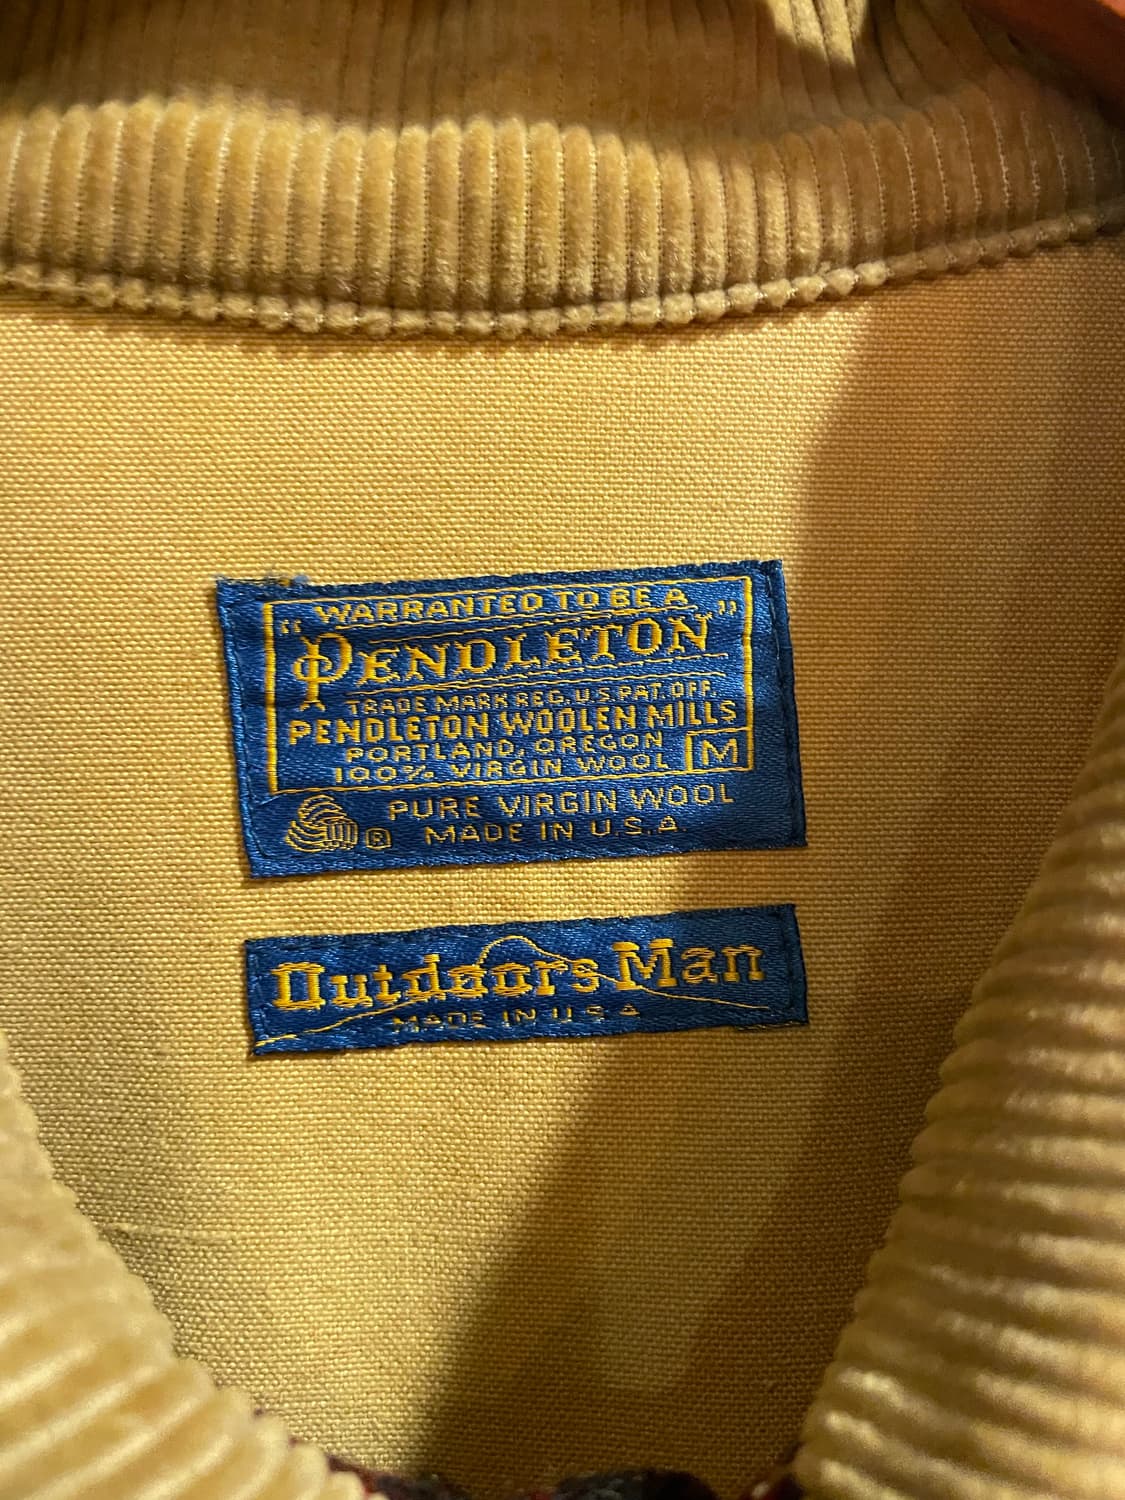 WARRANTED TO BE A
"PENDLETON"
TRADE MARK REG. U.S. PAT. OFF.
PENDLETON WOOLEN MILLS
PORTLAND, OREGON
100% VIRGIN WOOL M
PURE VIRGIN WOOL
® MADE IN U.S.A.
Outdoors Man
MADE IN U S A